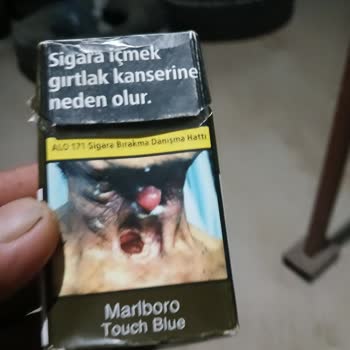 Sigara içmek
gırtlak kanserine
neden olur.
ALO 171 Sigara Bırakma Danışma Hattı
Marlboro
Touch Blue